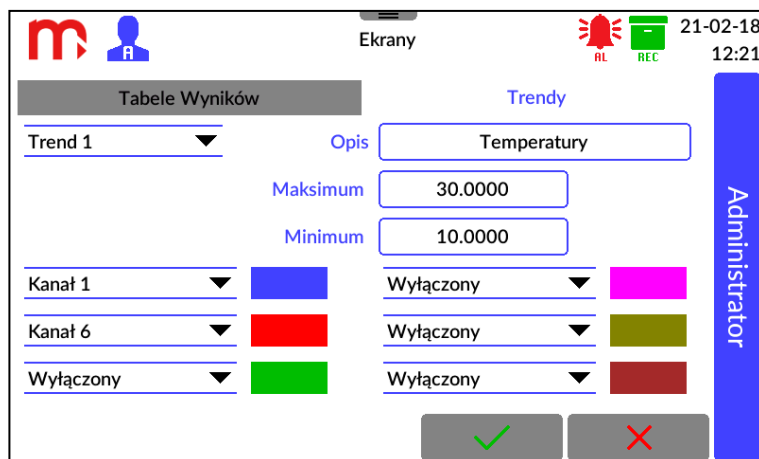 m
A
Ekrany
AL
REC
21-02-18
12:21
Tabele Wyników
Trendy
Trend 1
Opis
Temperatury
Maksimum
30.0000
Minimum
10.0000
Kanał 1
Wyłączony
Kanał 6
Wyłączony
Wyłączony
Wyłączony
Administrator